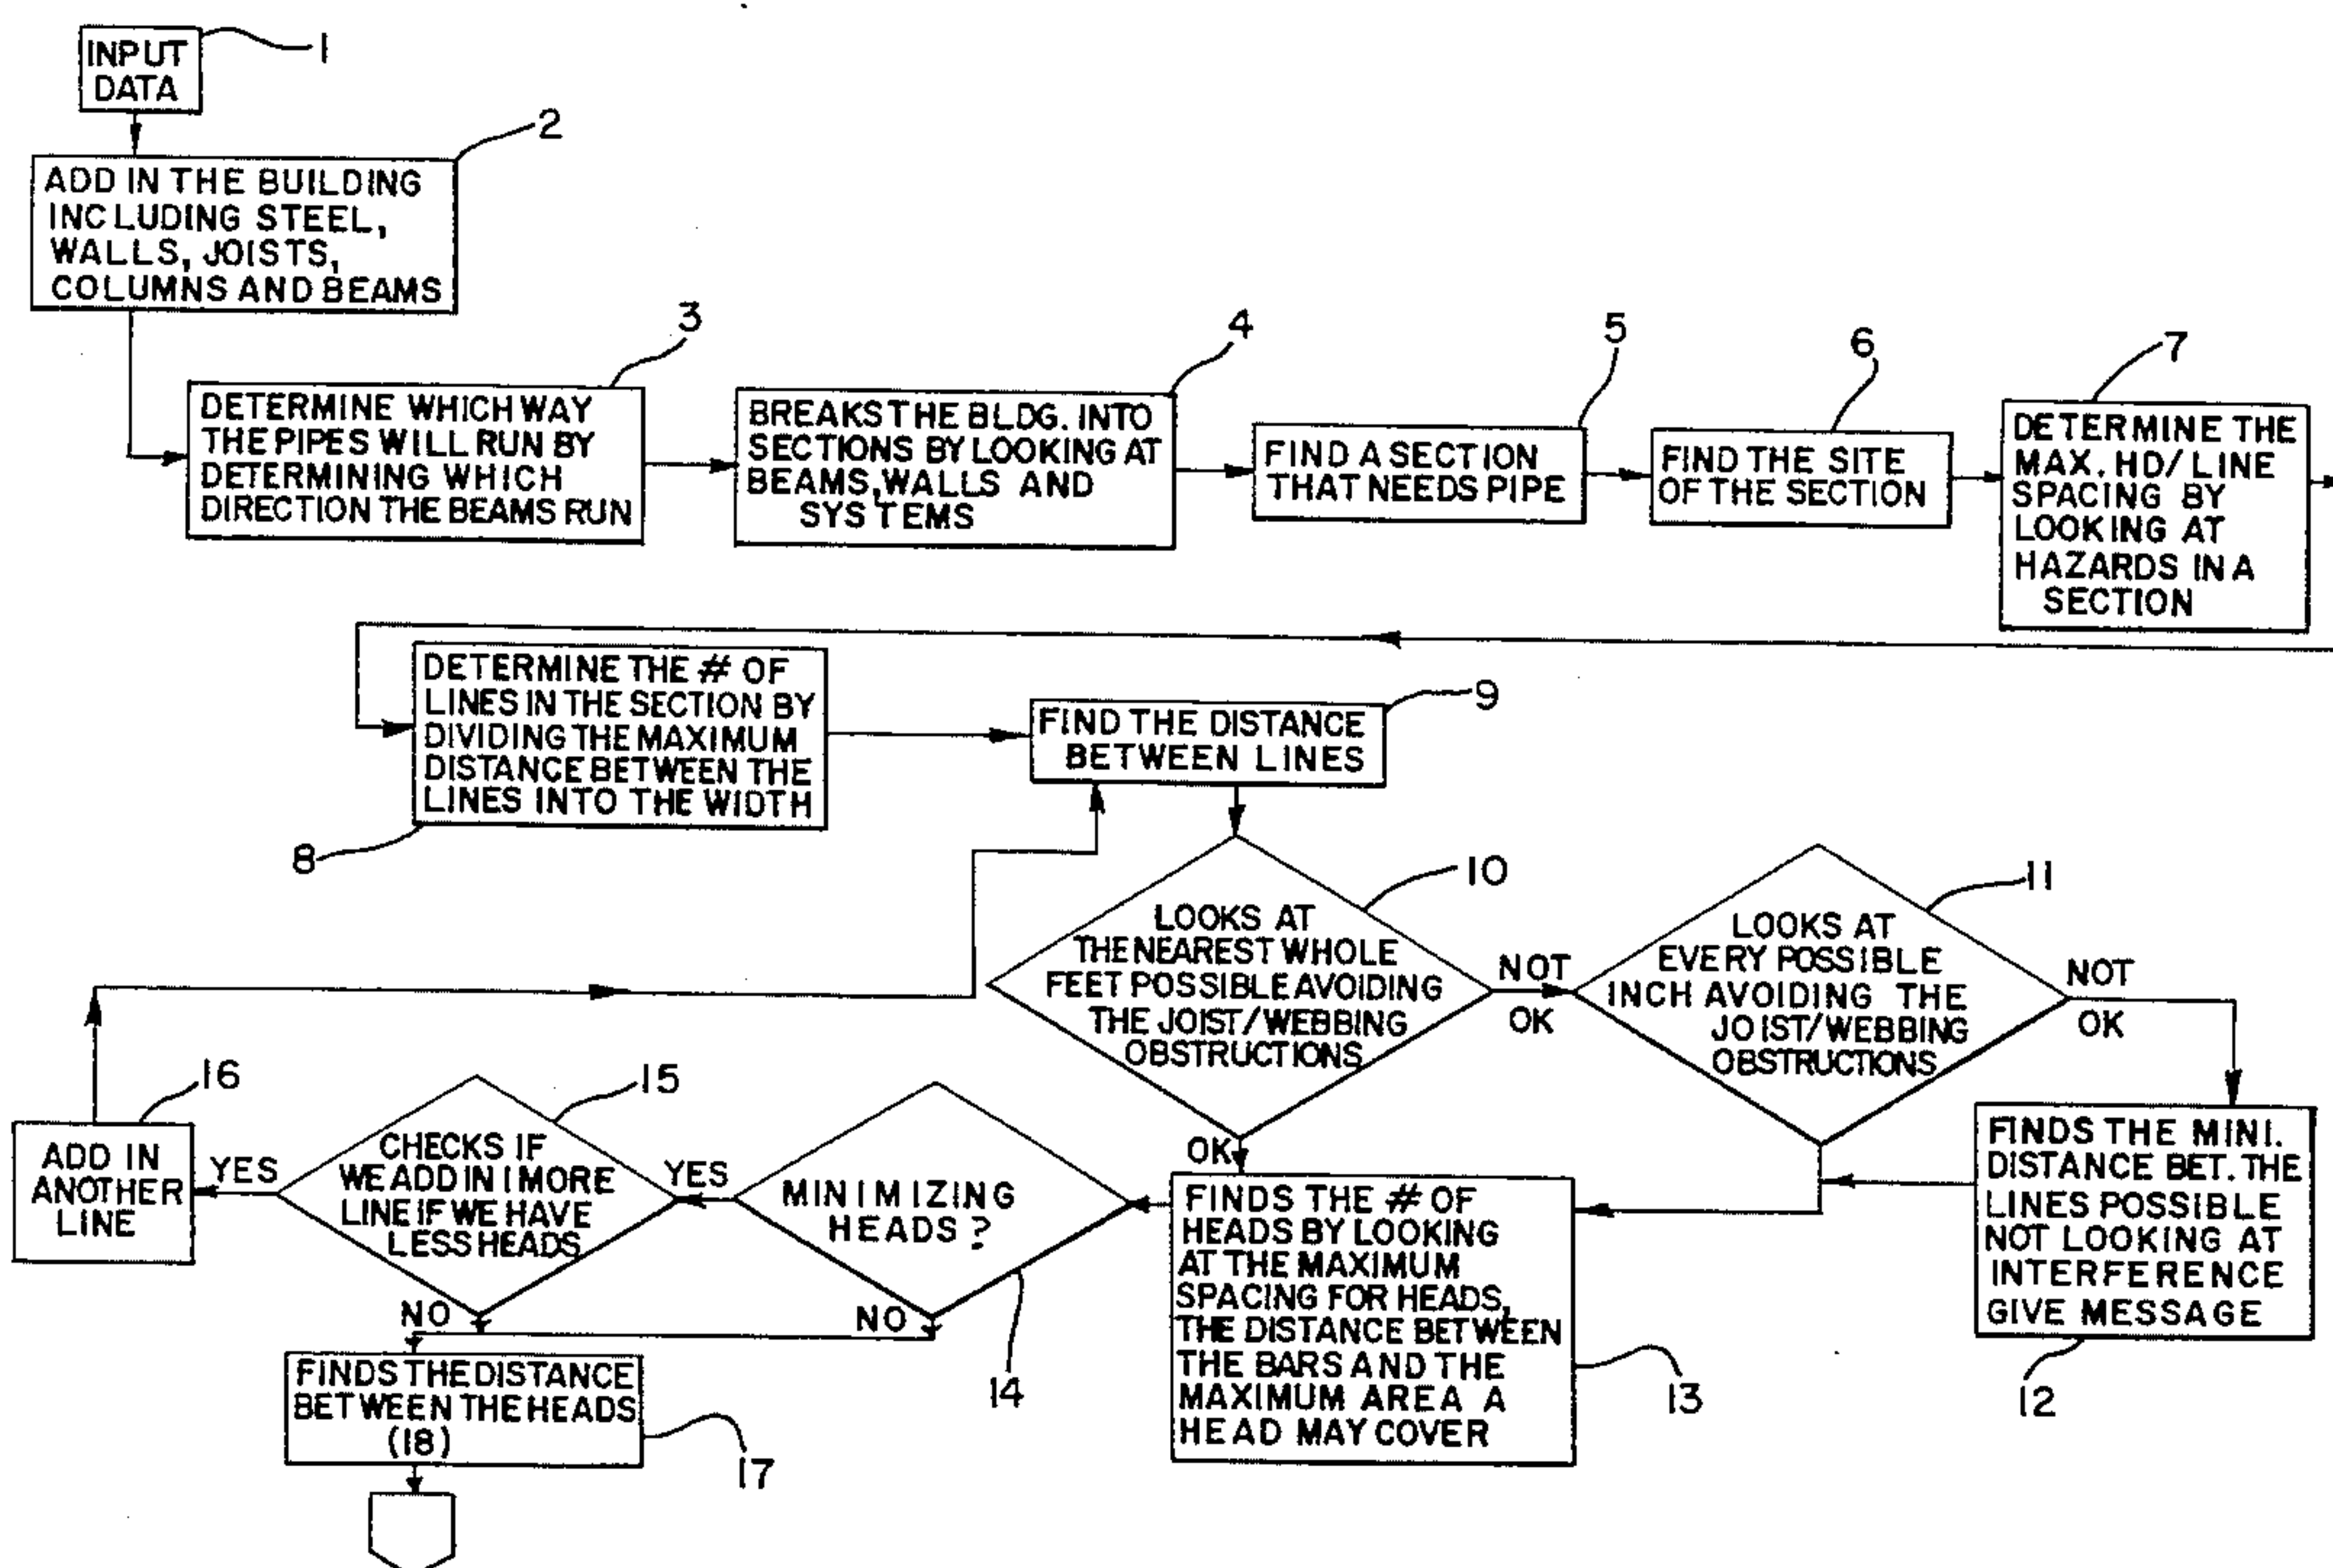 INPUT
DATA
1
2
ADD IN THE BUILDING
INCLUDING STEEL,
WALLS, JOISTS,
COLUMNS AND BEAMS
3
DETERMINE WHICH WAY
THE PIPES WILL RUN BY
DETERMINING WHICH
DIRECTION THE BEAMS RUN
4
BREAKS THE BLDG. INTO
SECTIONS BY LOOKING AT
BEAMS, WALLS AND
SYSTEMS
5
FIND A SECTION
THAT NEEDS PIPE
6
FIND THE SITE
OF THE SECTION
7
DETERMINE THE
MAX. HD/LINE
SPACING BY
LOOKING AT
HAZARDS IN A
SECTION
DETERMINE THE # OF
LINES IN THE SECTION BY
DIVIDING THE MAXIMUM
DISTANCE BETWEEN THE
LINES INTO THE WIDTH
8
9
FIND THE DISTANCE
BETWEEN LINES
10
LOOKS AT
THE NEAREST WHOLE
FEET POSSIBLE AVOIDING
THE JOIST/WEBBING
OBSTRUCTIONS
NOT
OK
OK
11
LOOKS AT
EVERY POSSIBLE
INCH AVOIDING THE
JOIST/WEBBING
OBSTRUCTIONS
NOT
OK
FINDS THE MINI.
DISTANCE BET. THE
LINES POSSIBLE
NOT LOOKING AT
INTERFERENCE
GIVE MESSAGE
12
FINDS THE # OF
HEADS BY LOOKING
AT THE MAXIMUM
SPACING FOR HEADS,
THE DISTANCE BETWEEN
THE BARS AND THE
MAXIMUM AREA A
HEAD MAY COVER
13
MINIMIZING
HEADS?
14
YES
NO
15
CHECKS IF
WE ADD IN 1 MORE
LINE IF WE HAVE
LESS HEADS
YES
NO
16
ADD IN
ANOTHER
LINE
FINDS THE DISTANCE
BETWEEN THE HEADS
(18)
17